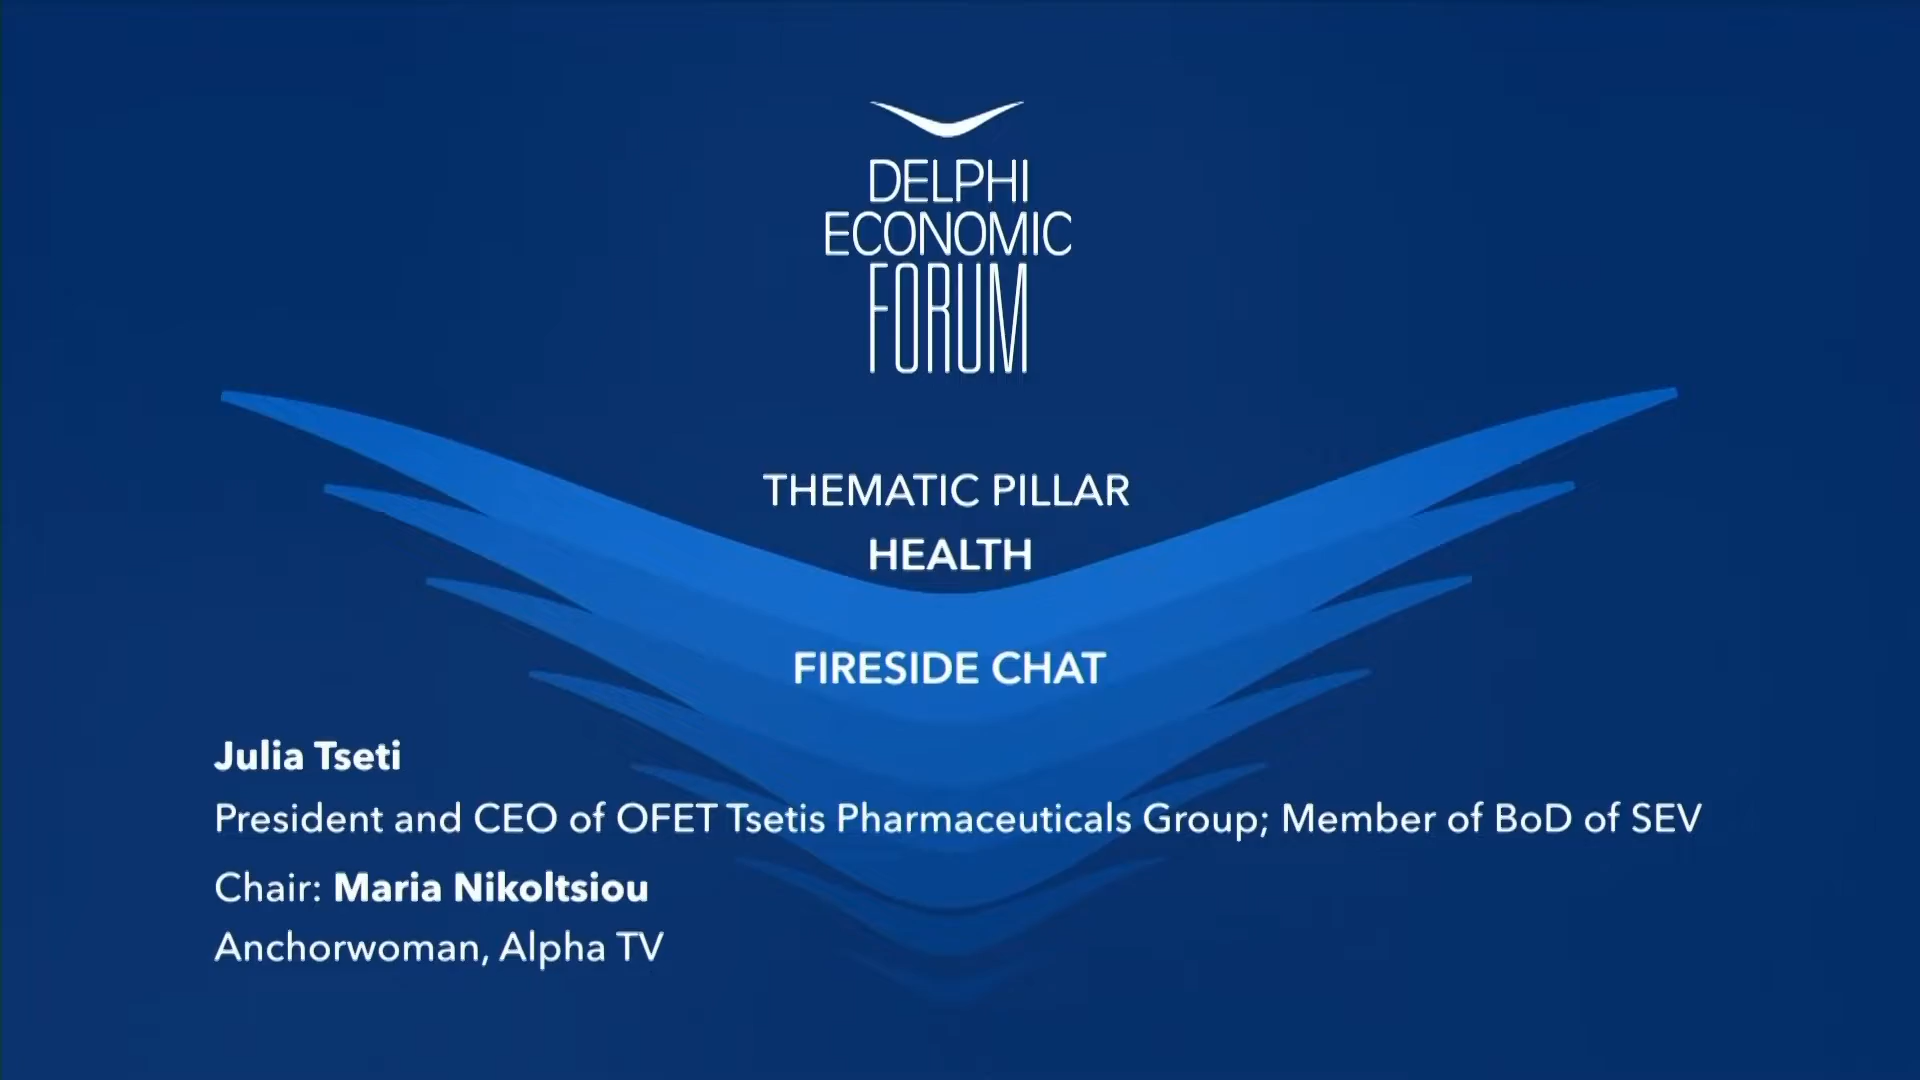 DELPHI
ECONOMIC
FORUM
THEMATIC PILLAR
HEALTH
FIRESIDE CHAT
Julia Tseti
President and CEO of OFET Tsetis Pharmaceuticals Group; Member of BoD of SEV
Chair: Maria Nikoltsiou
Anchorwoman, Alpha TV